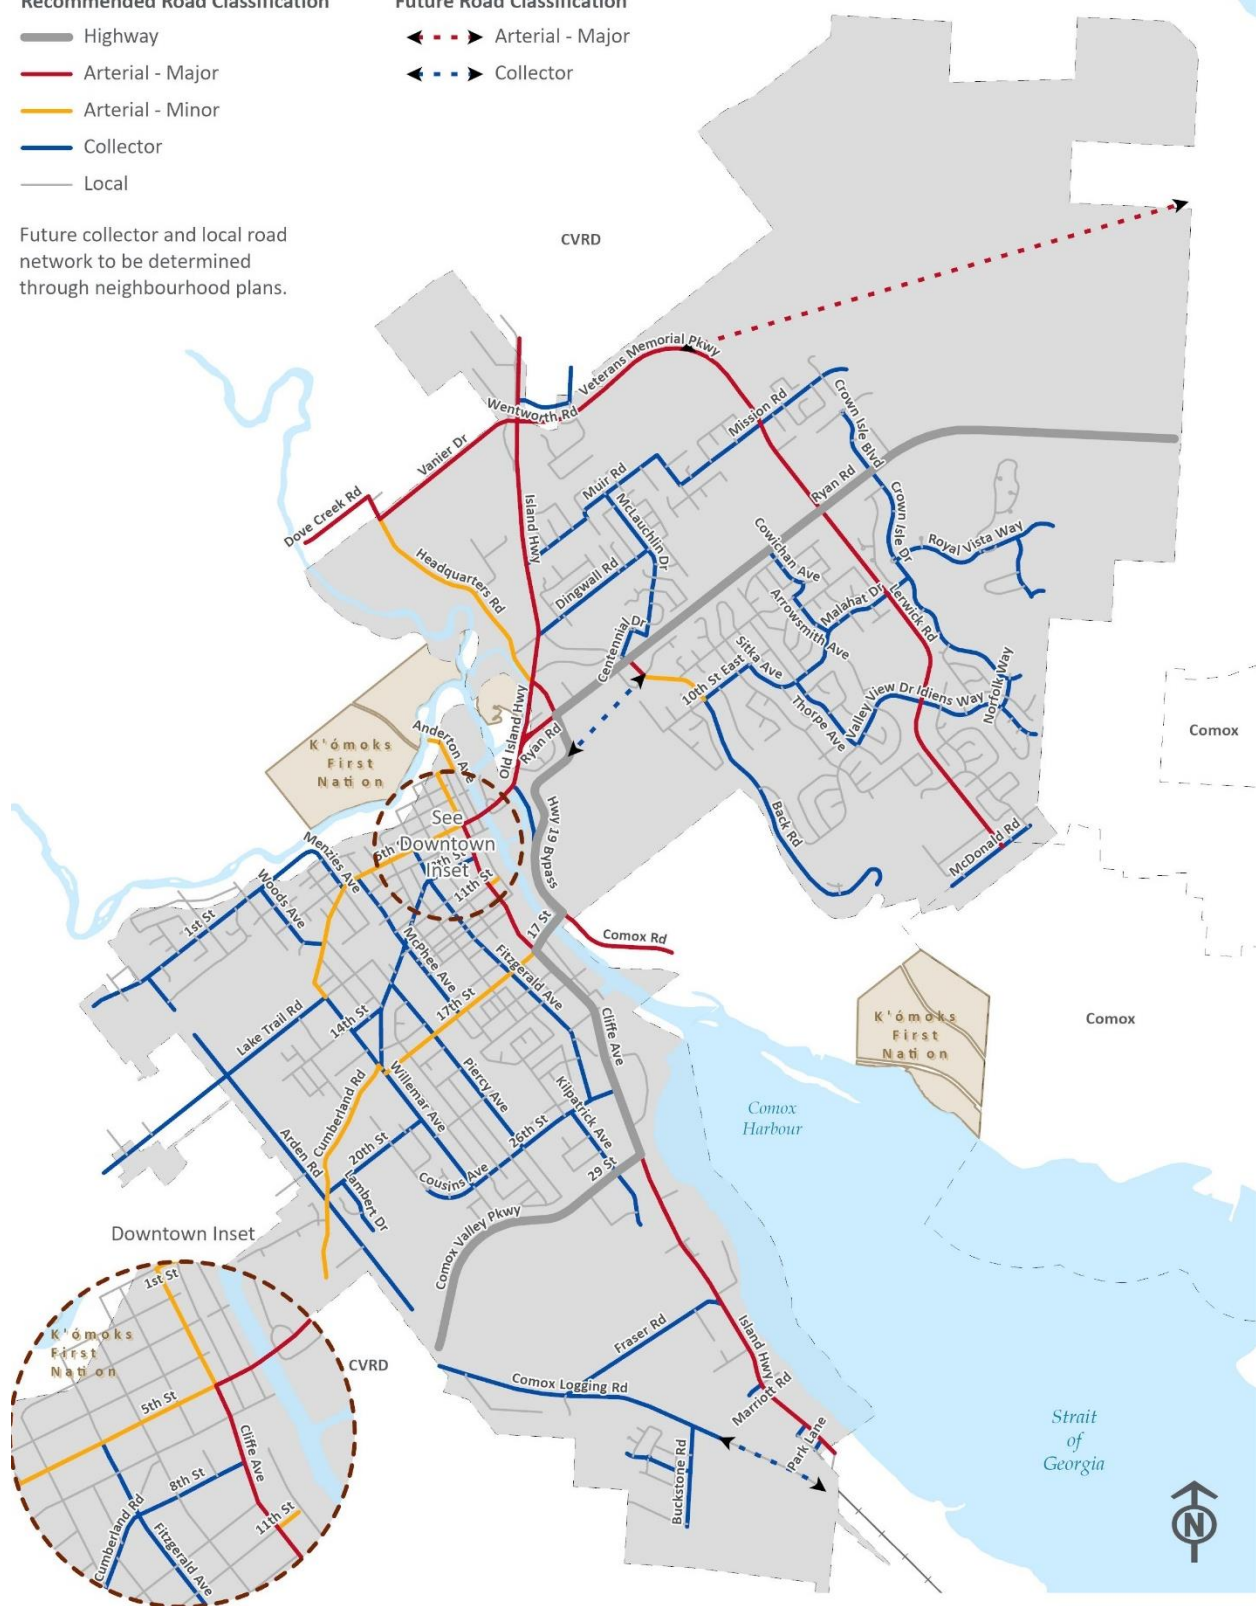 Recommended Road Classification
Future Road Classification
Highway
Arterial - Major
Arterial - Minor
Collector
Local
Arterial - Major
Collector
Future collector and local road
network to be determined
through neighbourhood plans.
CVRD
Veterans Memorial Pkwy
Wentworth Rd
Mission Rd
Crown Isle Blvd
Vanier Dr
Muir Rd
Ryan Rd
Dove Creek Rd
Island Hwy
McLauchlin Dr
Crown Isle Dr
Royal Vista Way
Cowichan Ave
Headquarters Rd
Dingwall Rd
Malahat Dr
Lerwick Rd
Arrowsmith Ave
Centennial Dr
Sitka Ave
10th St East
Valley View Dr
Idiens Way
Norfolk Way
Thorpe Ave
Old Island Hwy
Ryan Rd
Anderton Ave
K'ómoks
First
Nation
Comox
See
Downtown
Inset
5th St
8th St
11th St
Hwy 19 Bypass
Back Rd
McDonald Rd
Menzies Ave
Woods Ave
1st St
17 St
Comox Rd
McPhee Ave
Fitzgerald Ave
17th St
Cliffe Ave
K'ómoks
First
Nation
Comox
Lake Trail Rd
14th St
Cumberland Rd
Willemar Ave
Piercy Ave
Kilpatrick Ave
Comox
Harbour
Arden Rd
20th St
26th St
Cousins Ave
29 St
Lambert Dr
Comox Valley Pkwy
Downtown Inset
1st St
K'ómoks
First
Nation
CVRD
5th St
Cliffe Ave
8th St
11th St
Cumberland Rd
Fitzgerald Ave
Fraser Rd
Island Hwy
Comox Logging Rd
Marriott Rd
Park Lane
Buckstone Rd
Strait
of
Georgia
N